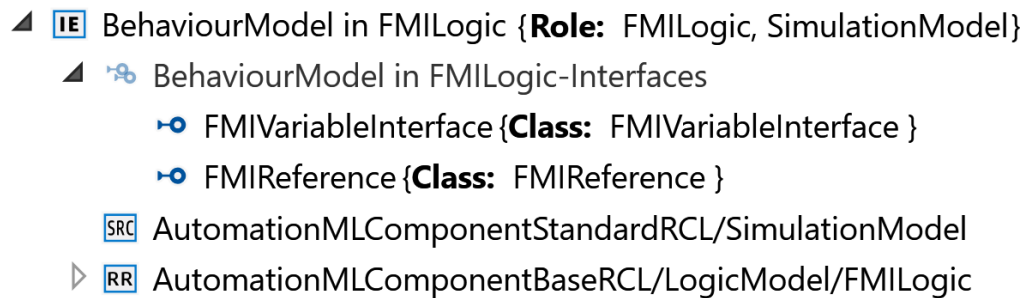 IE BehaviourModel in FMILogic {Role: FMILogic, SimulationModel}
BehaviourModel in FMILogic-Interfaces
FMIVariableInterface {Class: FMIVariableInterface }
FMIReference {Class: FMIReference }
SRC AutomationMLComponentStandardRCL/SimulationModel
RR AutomationMLComponentBaseRCL/LogicModel/FMILogic